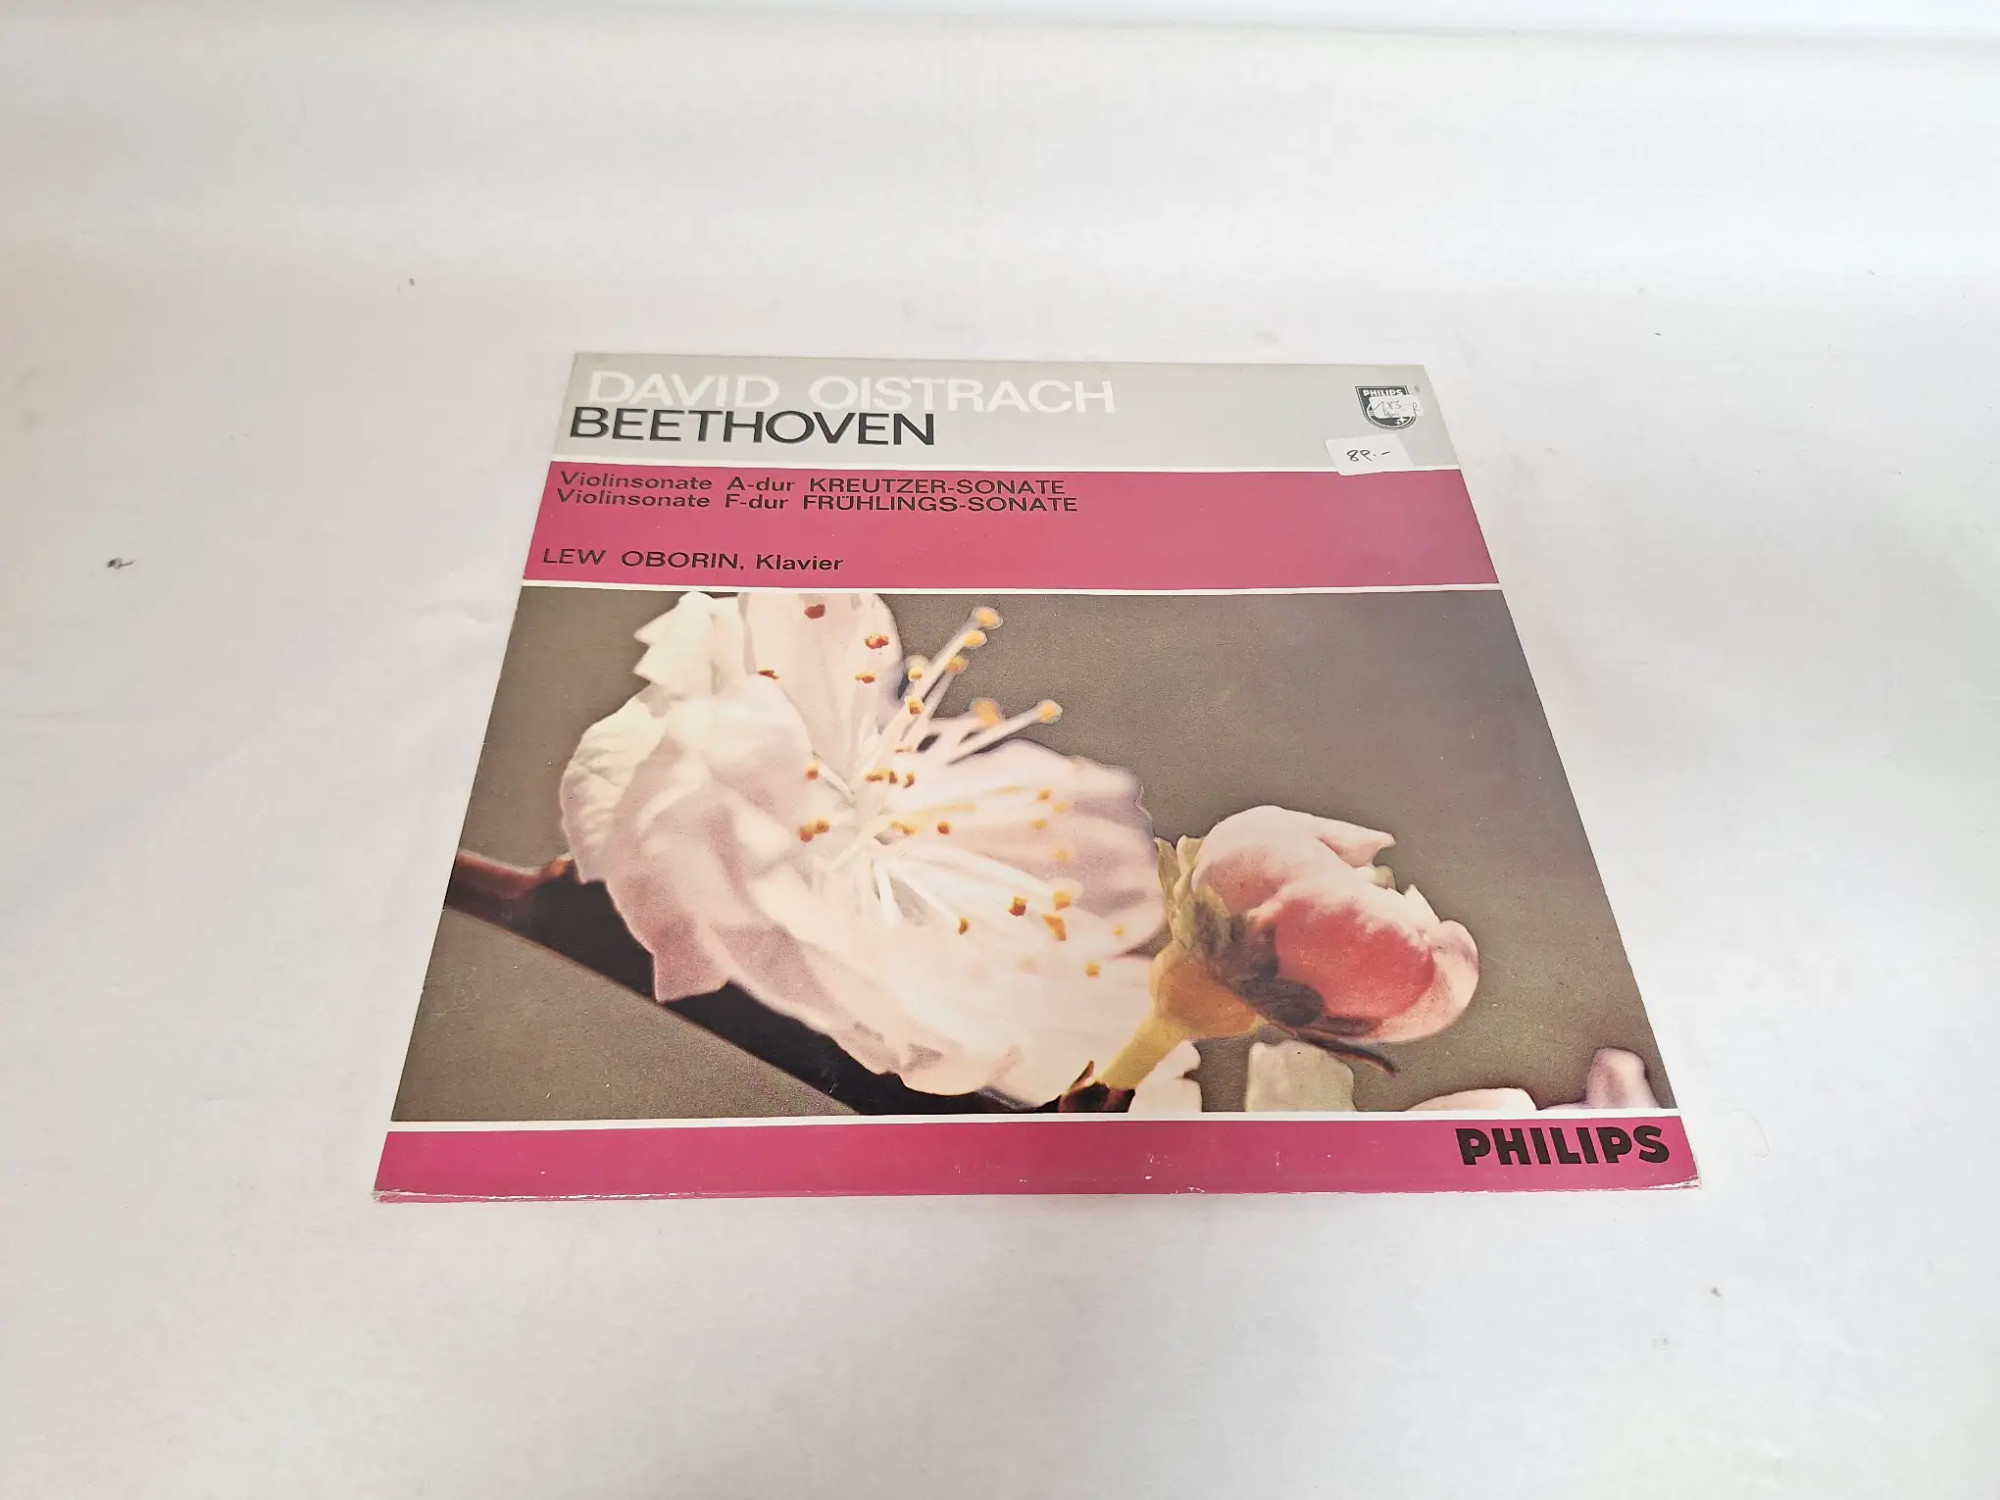 DAVID OISTRACH
BEETHOVEN
PHILIPS
89.-
Violinsonate A-dur KREUTZER-SONATE
Violinsonate F-dur FRÜHLINGS-SONATE
LEW OBORIN, Klavier
PHILIPS